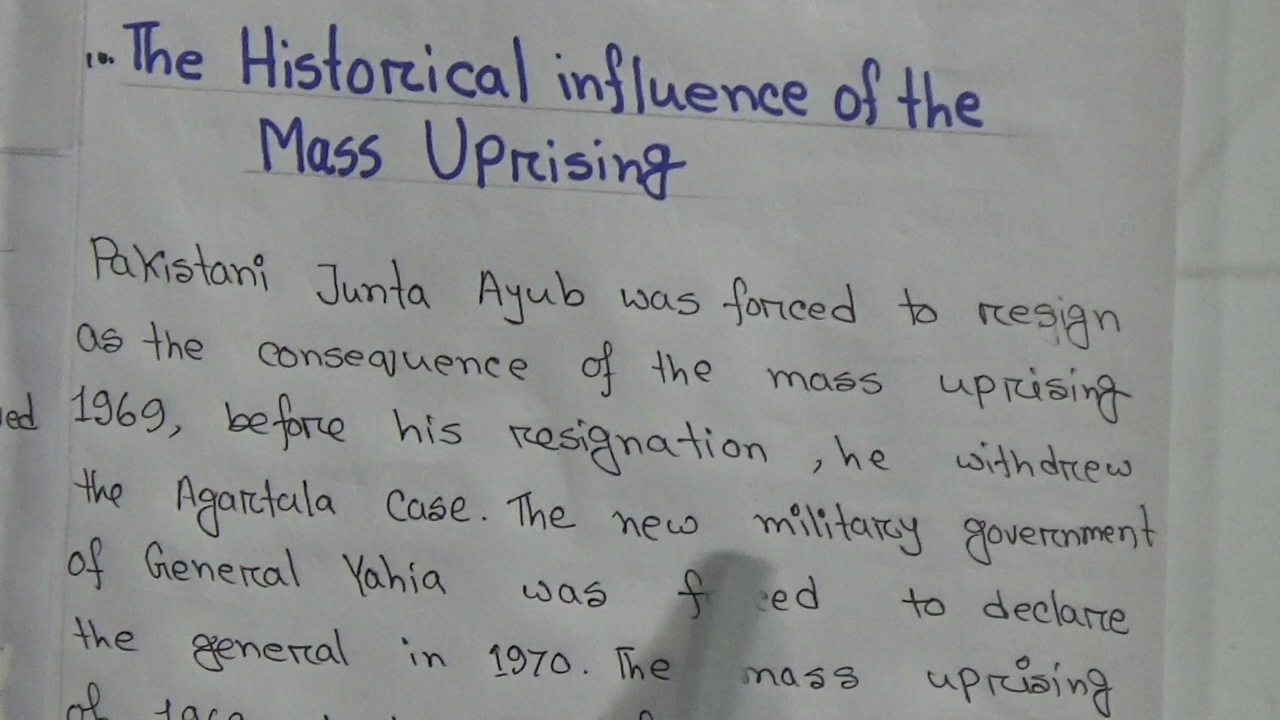 The Historical influence of the
Mass Uprising
Pakistani Junta Ayub was forced to resign
as the consequence of the mass uprising
ed 1969, before his resignation, he withdrew
the Agartala Case. The new military government
of General Yahia was f ed to declare
the general in 1970. The mass uprising
of